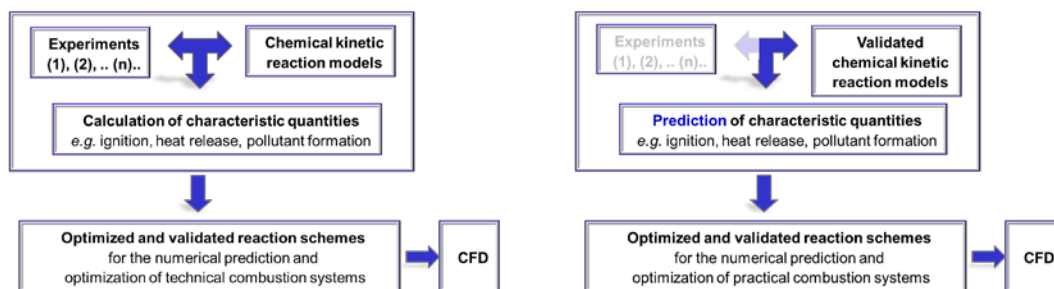 Experiments
(1), (2), .. (n)..
Chemical kinetic
reaction models
Calculation of characteristic quantities
e.g. ignition, heat release, pollutant formation
Optimized and validated reaction schemes
for the numerical prediction and
optimization of technical combustion systems
CFD
Experiments
(1), (2), .. (n)..
Validated
chemical kinetic
reaction models
Prediction of characteristic quantities
e.g. ignition, heat release, pollutant formation
Optimized and validated reaction schemes
for the numerical prediction and
optimization of practical combustion systems
CFD